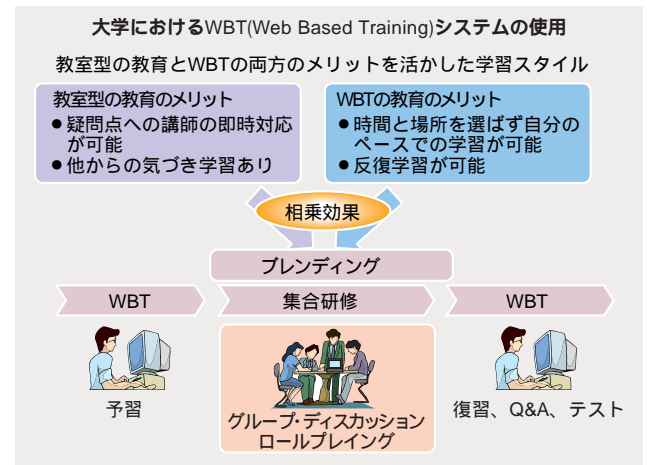 大学におけるWBT(Web Based Training)システムの使用
教室型の教育とWBTの両方のメリットを活かした学習スタイル
教室型の教育のメリット
●疑問点への講師の即時対応
が可能
●他からの気づき学習あり
WBTの教育のメリット
●時間と場所を選ばず自分の
ペースでの学習が可能
●反復学習が可能
相乗効果
ブレンディング
WBT
集合研修
WBT
予習
グループ・ディスカッション
ロールプレイング
復習、Q&A、テスト